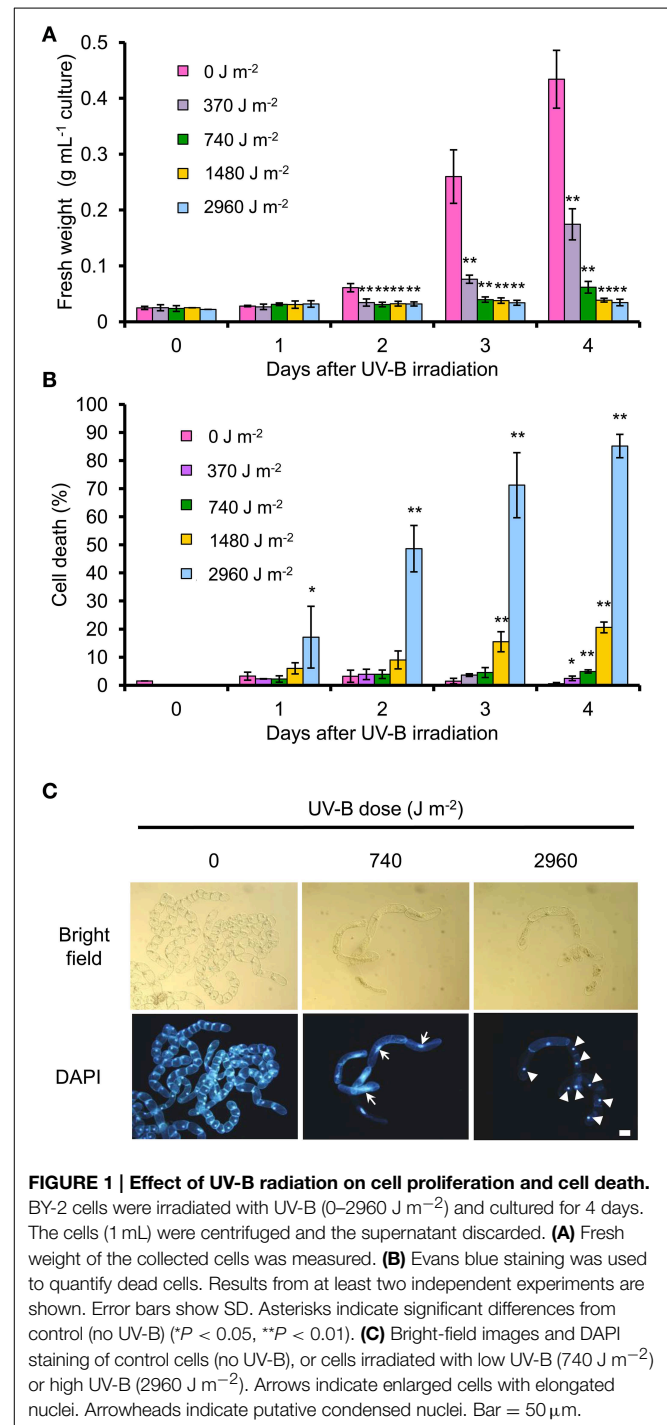 A
0.5
0.4
0.3
0.2
0.1
0
Fresh weight (g mL-1 culture)
0 J m-2
370 J m-2
740 J m-2
1480 J m-2
2960 J m-2
** ** ** **
** ** ** **
** ** ** **
0 1 2 3 4
Days after UV-B irradiation
B
100
90
80
70
60
50
40
30
20
10
0
Cell death (%)
0 J m-2
370 J m-2
740 J m-2
1480 J m-2
2960 J m-2
*
**
** **
* ** ** **
0 1 2 3 4
Days after UV-B irradiation
C
UV-B dose (J m-2)
0 740 2960
Bright
field
DAPI
FIGURE 1 | Effect of UV-B radiation on cell proliferation and cell death.
BY-2 cells were irradiated with UV-B (0–2960 J m−2) and cultured for 4 days.
The cells (1 mL) were centrifuged and the supernatant discarded. (A) Fresh
weight of the collected cells was measured. (B) Evans blue staining was used
to quantify dead cells. Results from at least two independent experiments are
shown. Error bars show SD. Asterisks indicate significant differences from
control (no UV-B) (*P < 0.05, **P < 0.01). (C) Bright-field images and DAPI
staining of control cells (no UV-B), or cells irradiated with low UV-B (740 J m−2)
or high UV-B (2960 J m−2). Arrows indicate enlarged cells with elongated
nuclei. Arrowheads indicate putative condensed nuclei. Bar = 50 μm.